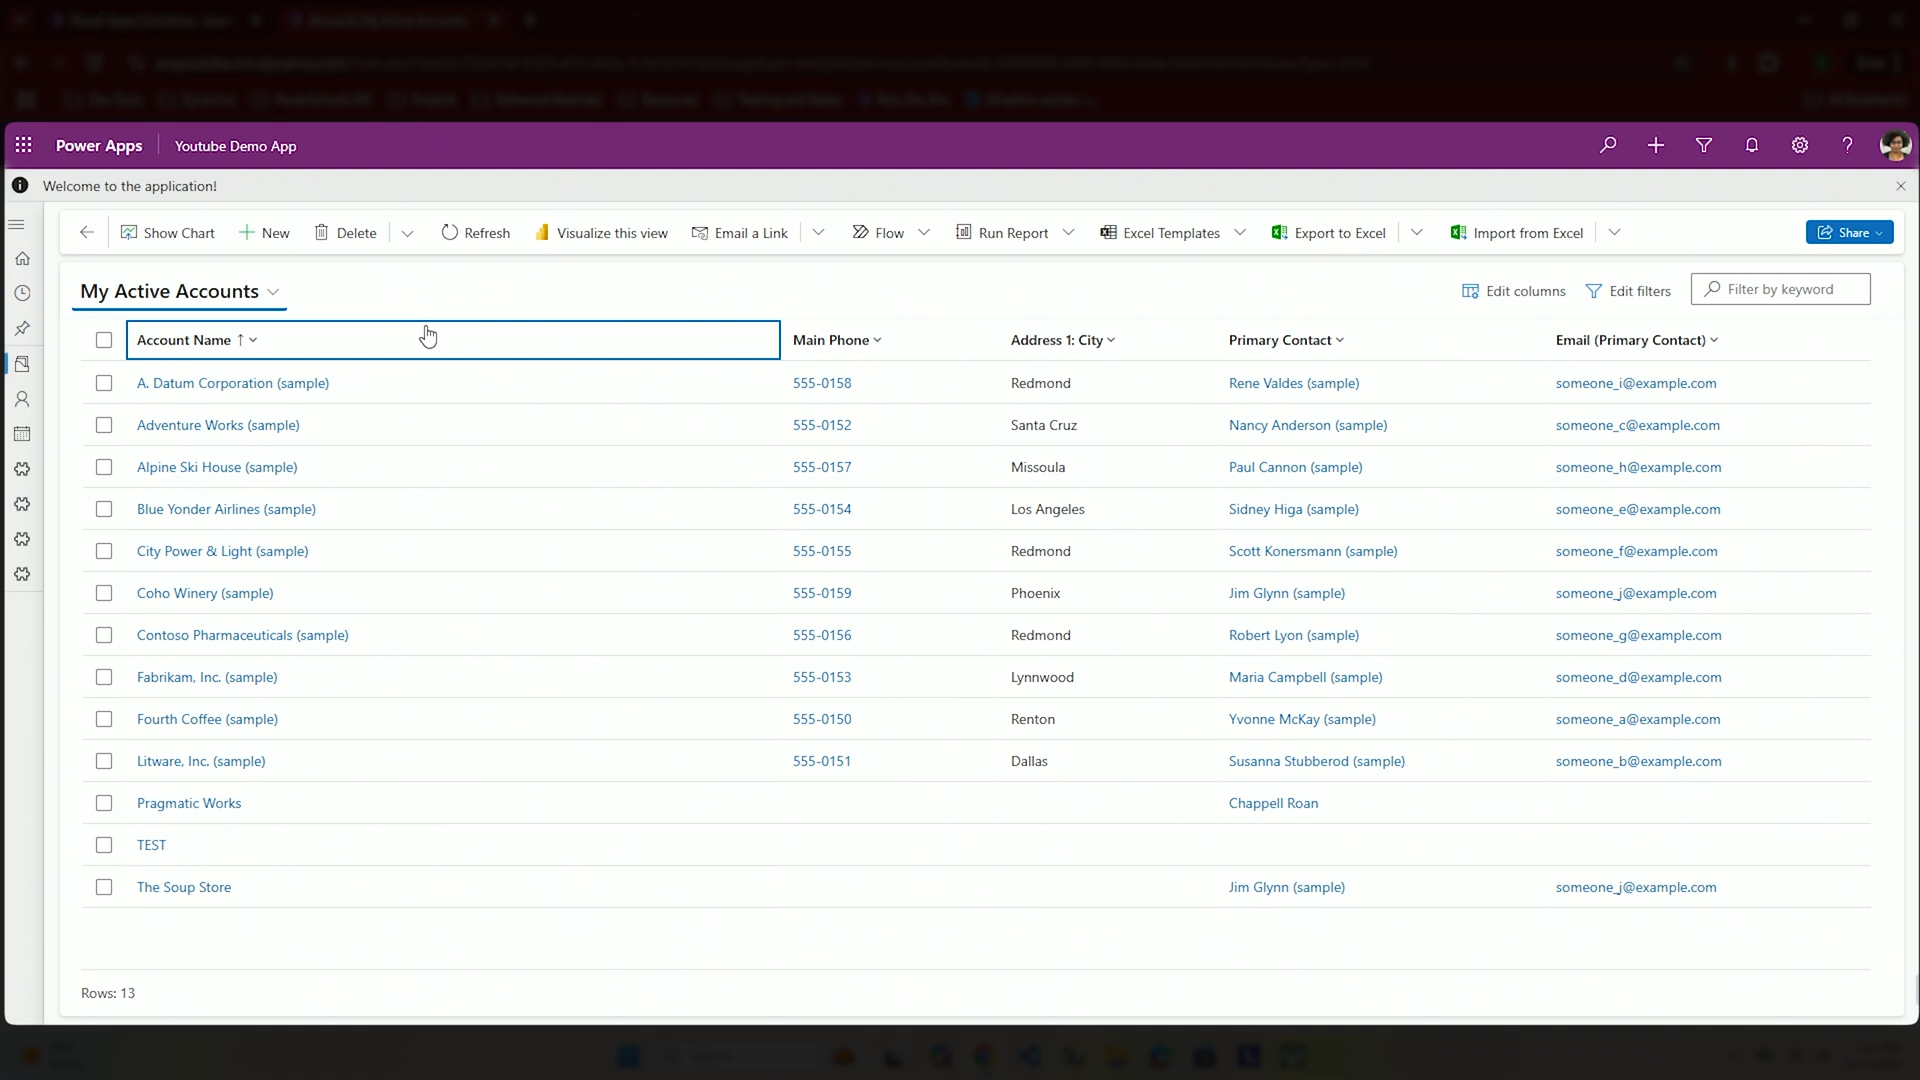 Power Apps Youtube Demo App
Welcome to the application!
Show Chart New Delete Refresh Visualize this view Email a Link Flow Run Report Excel Templates Export to Excel Import from Excel Share
My Active Accounts Edit columns Edit filters Filter by keyword
Account Name Main Phone Address 1: City Primary Contact Email (Primary Contact)
A. Datum Corporation (sample) 555-0158 Redmond Rene Valdes (sample) someone_i@example.com
Adventure Works (sample) 555-0152 Santa Cruz Nancy Anderson (sample) someone_c@example.com
Alpine Ski House (sample) 555-0157 Missoula Paul Cannon (sample) someone_h@example.com
Blue Yonder Airlines (sample) 555-0154 Los Angeles Sidney Higa (sample) someone_e@example.com
City Power & Light (sample) 555-0155 Redmond Scott Konersmann (sample) someone_f@example.com
Coho Winery (sample) 555-0159 Phoenix Jim Glynn (sample) someone_j@example.com
Contoso Pharmaceuticals (sample) 555-0156 Redmond Robert Lyon (sample) someone_g@example.com
Fabrikam, Inc. (sample) 555-0153 Lynnwood Maria Campbell (sample) someone_d@example.com
Fourth Coffee (sample) 555-0150 Renton Yvonne McKay (sample) someone_a@example.com
Litware, Inc. (sample) 555-0151 Dallas Susanna Stubberod (sample) someone_b@example.com
Pragmatic Works Chappell Roan
TEST
The Soup Store Jim Glynn (sample) someone_j@example.com
Rows: 13